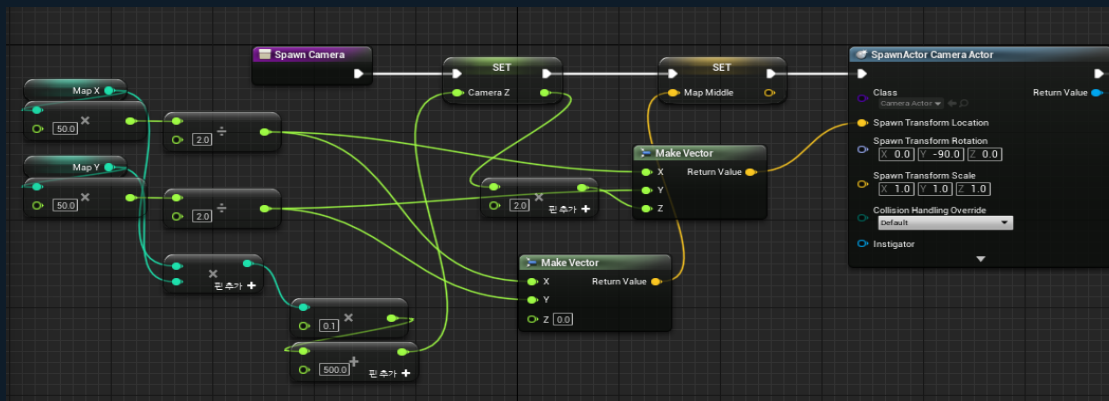 Spawn Camera
SET
Camera Z
SET
Map Middle
SpawnActor Camera Actor
Class
Camera Actor
Return Value
Spawn Transform Location
Spawn Transform Rotation
X 0.0 Y -90.0 Z 0.0
Spawn Transform Scale
X 1.0 Y 1.0 Z 1.0
Collision Handling Override
Default
Instigator
Map X
50.0 ×
2.0 ÷
Map Y
50.0 ×
2.0 ÷
×
핀 추가 +
0.1 ×
500.0 +
핀 추가 +
2.0 ×
핀 추가 +
Make Vector
X Return Value
Y
Z
Make Vector
X Return Value
Y
Z 0.0